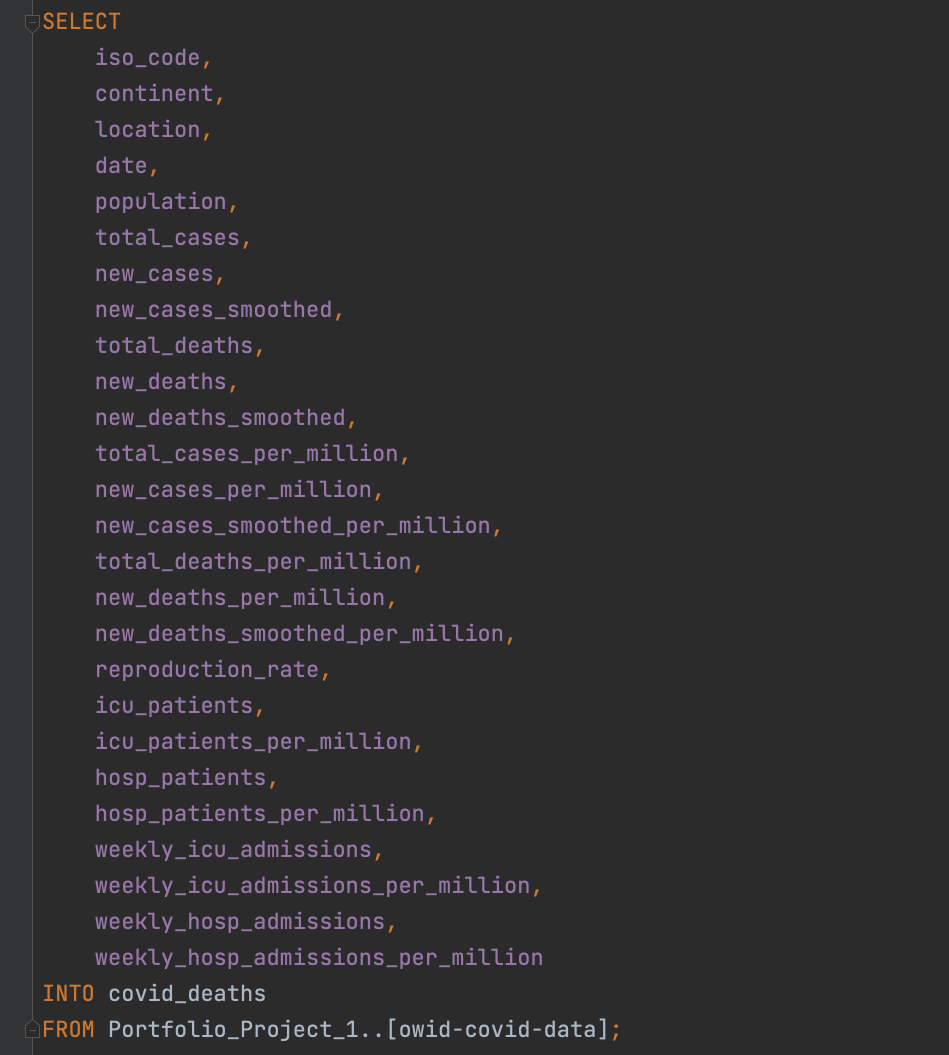 SELECT
    iso_code,
    continent,
    location,
    date,
    population,
    total_cases,
    new_cases,
    new_cases_smoothed,
    total_deaths,
    new_deaths,
    new_deaths_smoothed,
    total_cases_per_million,
    new_cases_per_million,
    new_cases_smoothed_per_million,
    total_deaths_per_million,
    new_deaths_per_million,
    new_deaths_smoothed_per_million,
    reproduction_rate,
    icu_patients,
    icu_patients_per_million,
    hosp_patients,
    hosp_patients_per_million,
    weekly_icu_admissions,
    weekly_icu_admissions_per_million,
    weekly_hosp_admissions,
    weekly_hosp_admissions_per_million
INTO covid_deaths
FROM Portfolio_Project_1..[owid-covid-data];